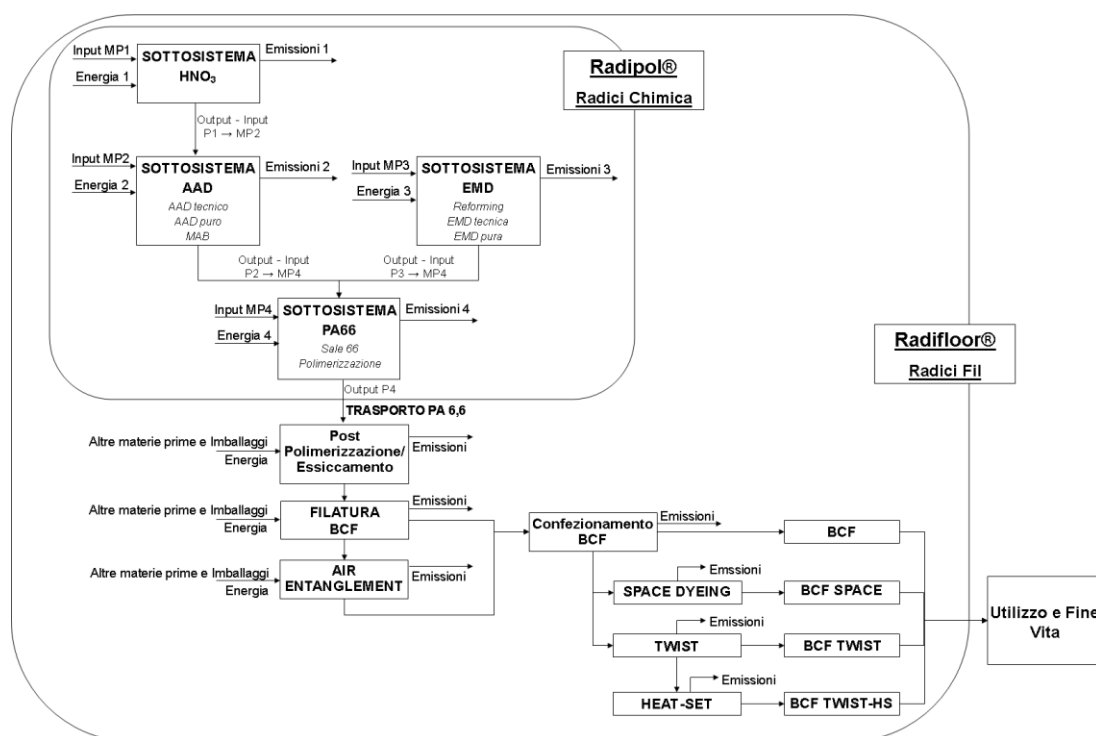 Input MP1
Energia 1
SOTTOSISTEMA
HNO₃
Emissioni 1
Radipol®
Radici Chimica
Output - Input
P1 → MP2
Input MP2
Energia 2
SOTTOSISTEMA
AAD
AAD tecnico
AAD puro
MAB
Emissioni 2
Input MP3
Energia 3
SOTTOSISTEMA
EMD
Reforming
EMD tecnica
EMD pura
Emissioni 3
Output - Input
P2 → MP4
Output - Input
P3 → MP4
Input MP4
Energia 4
SOTTOSISTEMA
PA66
Sale 66
Polimerizzazione
Emissioni 4
Radifloor®
Radici Fil
Output P4
TRASPORTO PA 6,6
Altre materie prime e Imballaggi
Energia
Post
Polimerizzazione/
Essiccamento
Emissioni
Altre materie prime e Imballaggi
Energia
FILATURA
BCF
Emissioni
Altre materie prime e Imballaggi
Energia
AIR
ENTANGLEMENT
Emissioni
Confezionamento
BCF
Emissioni
BCF
Emssioni
SPACE DYEING
BCF SPACE
Emissioni
TWIST
BCF TWIST
Emissioni
HEAT-SET
BCF TWIST-HS
Utilizzo e Fine
Vita